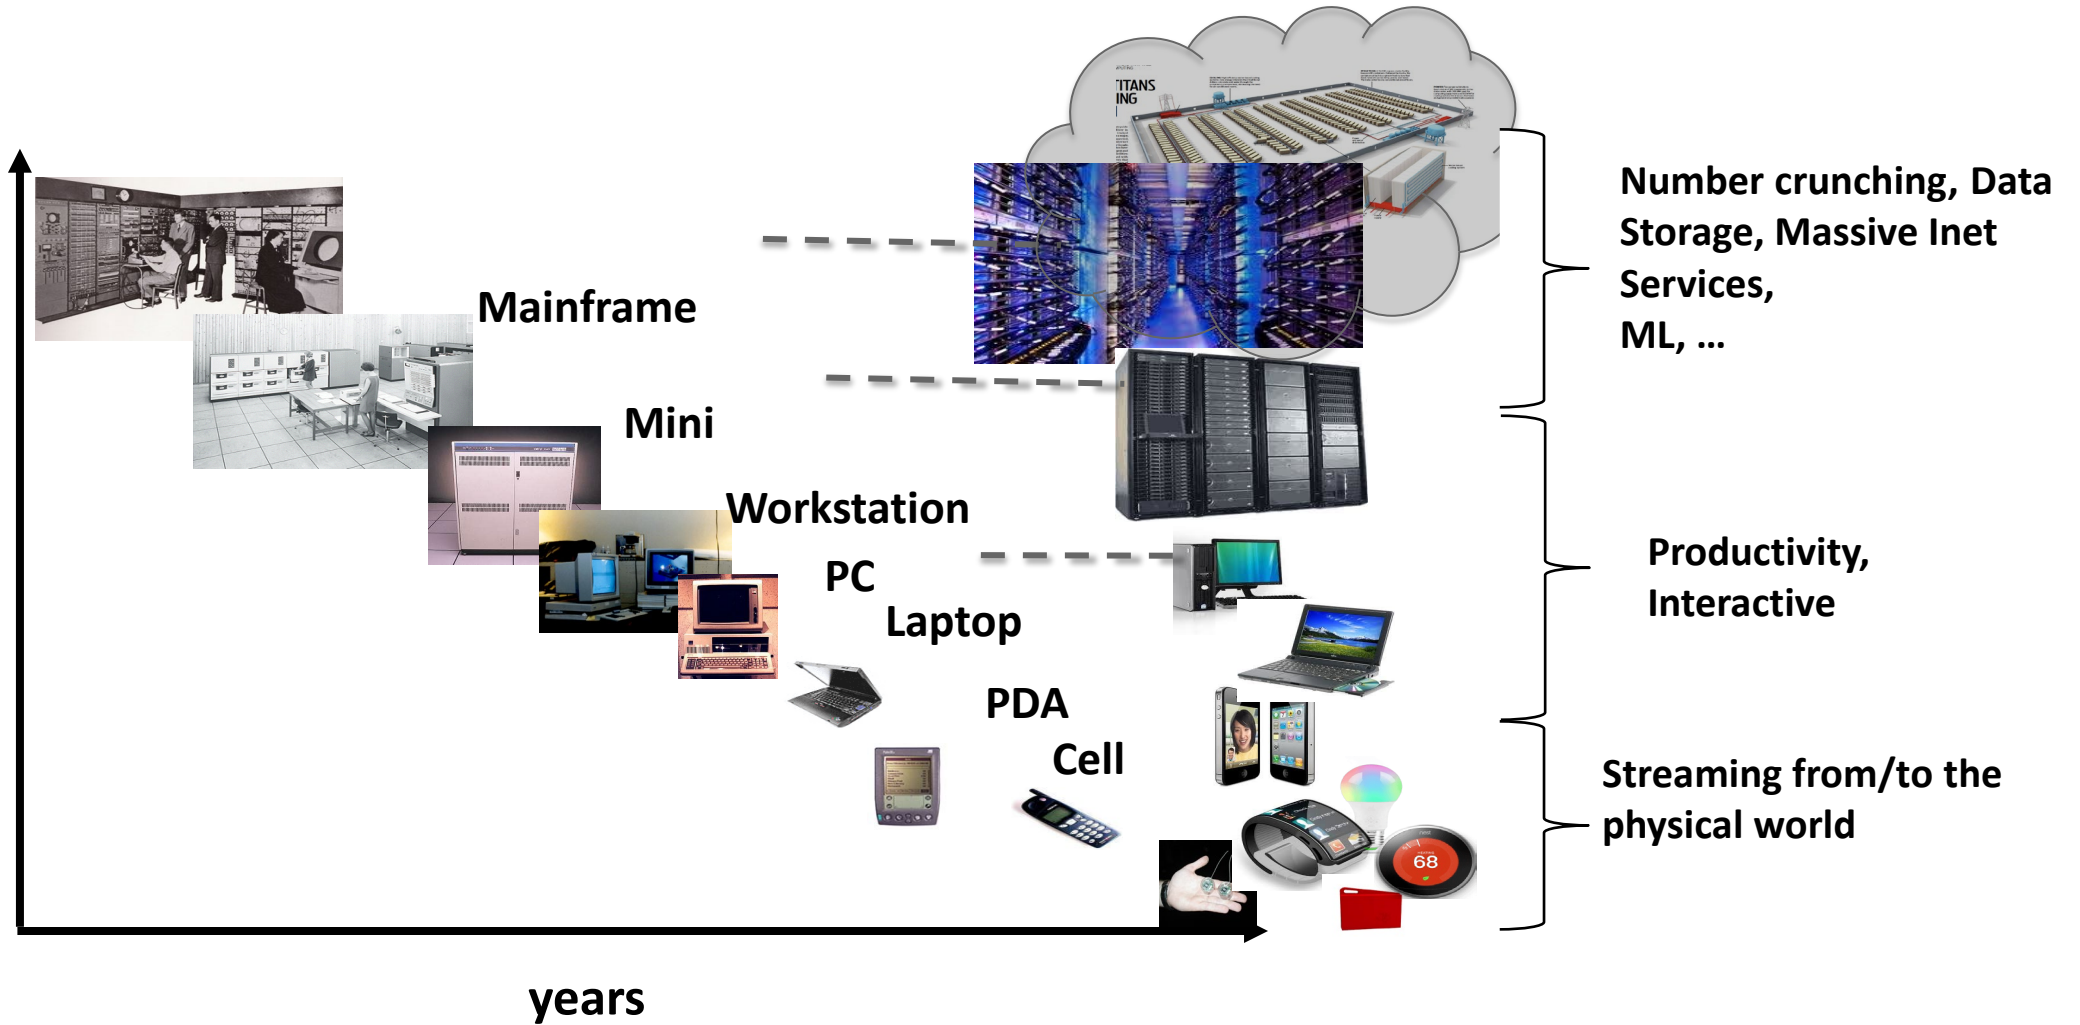 TITANS
ING
Number crunching, Data
Storage, Massive Inet
Services,
ML, ...
Mainframe
Mini
Workstation
PC
Laptop
Productivity,
Interactive
PDA
Cell
Streaming from/to the
physical world
68
years